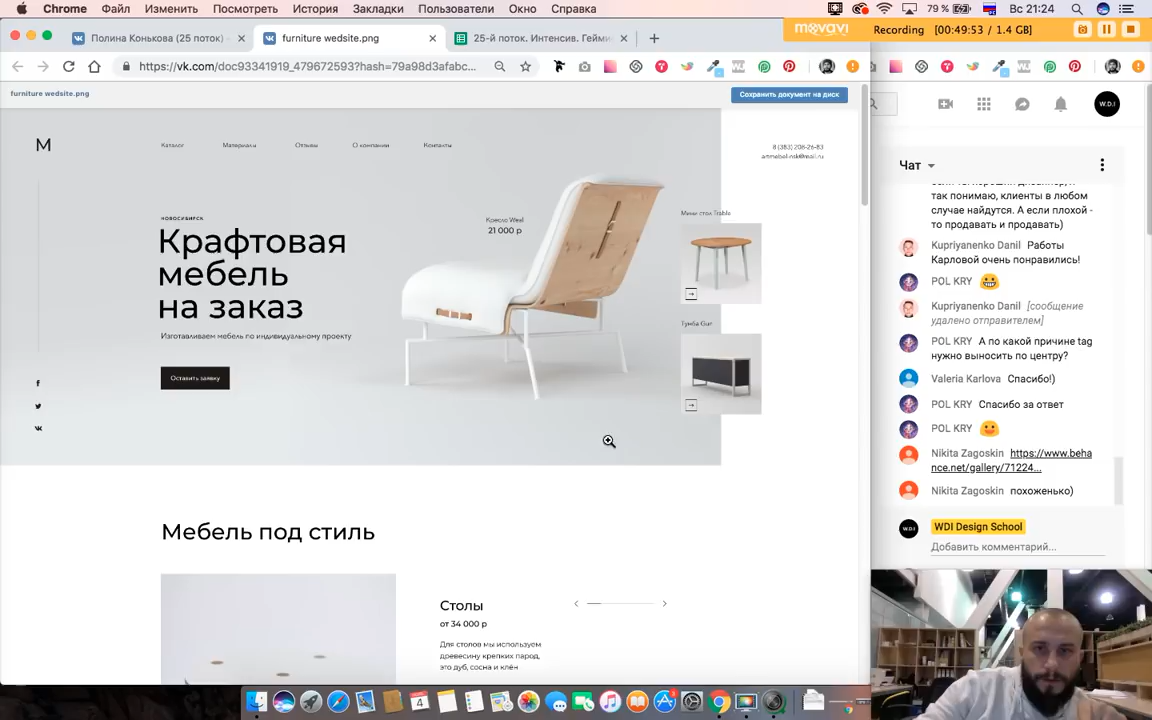 Chrome Файл Изменить Посмотреть История Закладки Пользователи Окно Справка
79 % Вс 21:24
movavi Recording [00:49:53 / 1.4 GB]
Полина Конькова (25 поток) -
furniture wedsite.png
25-й поток. Интенсив. Гейми
https://vk.com/doc93341919_479672593?hash=79a98d3afabc...
furniture wedsite.png
Сохранить документ на диск
M
Каталог Материалы Отзывы О компании Контакты
8 (383) 208-26-83
artmebel-nsk@mail.ru
НОВОСИБИРСК
Крафтовая
мебель
на заказ
Изготавливаем мебель по индивидуальному проекту
Оставить заявку
Кресло Weal
21 000 р
Мини стол Trable
Тумба Gun
Мебель под стиль
Столы
от 34 000 р
Для столов мы используем
древесину крепких парод,
это дуб, сосна и клён
W.D.I
Чат
так понимаю, клиенты в любом
случае найдутся. А если плохой -
то продавать и продавать)
Kupriyanenko Danil Работы
Карловой очень понравились!
POL KRY
Kupriyanenko Danil [сообщение
удалено отправителем]
POL KRY А по какой причине tag
нужно выносить по центру?
Valeria Karlova Спасибо!)
POL KRY Спасибо за ответ
POL KRY
Nikita Zagoskin https://www.beha
nce.net/gallery/71224...
Nikita Zagoskin похоженько)
W.D.I
WDI Design School
Добавить комментарий...